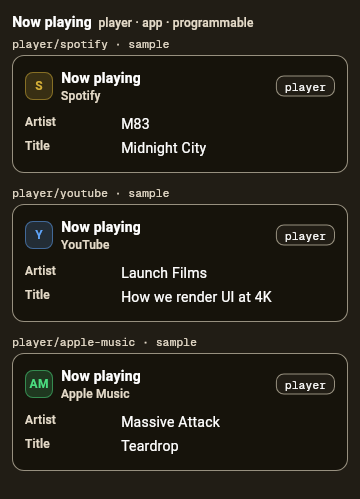 Now playing player · app · programmable
player/spotify · sample
S
Now playing
Spotify
player
Artist M83
Title Midnight City
player/youtube · sample
Y
Now playing
YouTube
player
Artist Launch Films
Title How we render UI at 4K
player/apple-music · sample
AM
Now playing
Apple Music
player
Artist Massive Attack
Title Teardrop